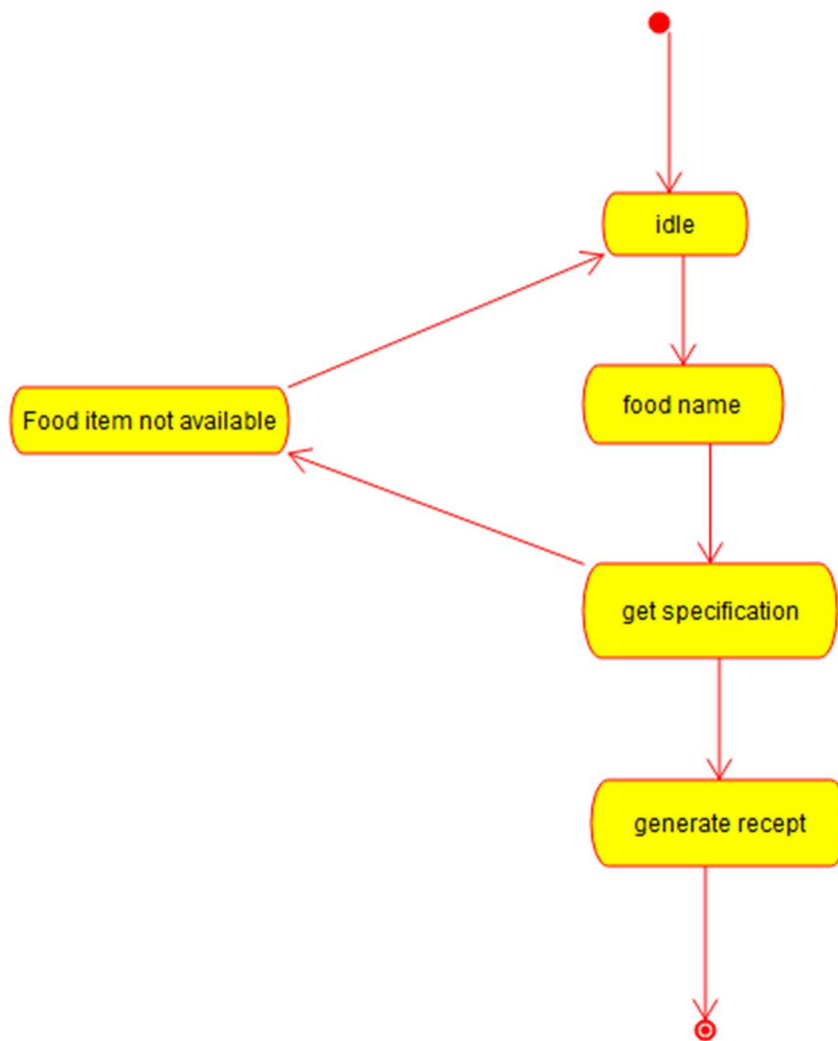 idle
food name
Food item not available
get specification
generate recept